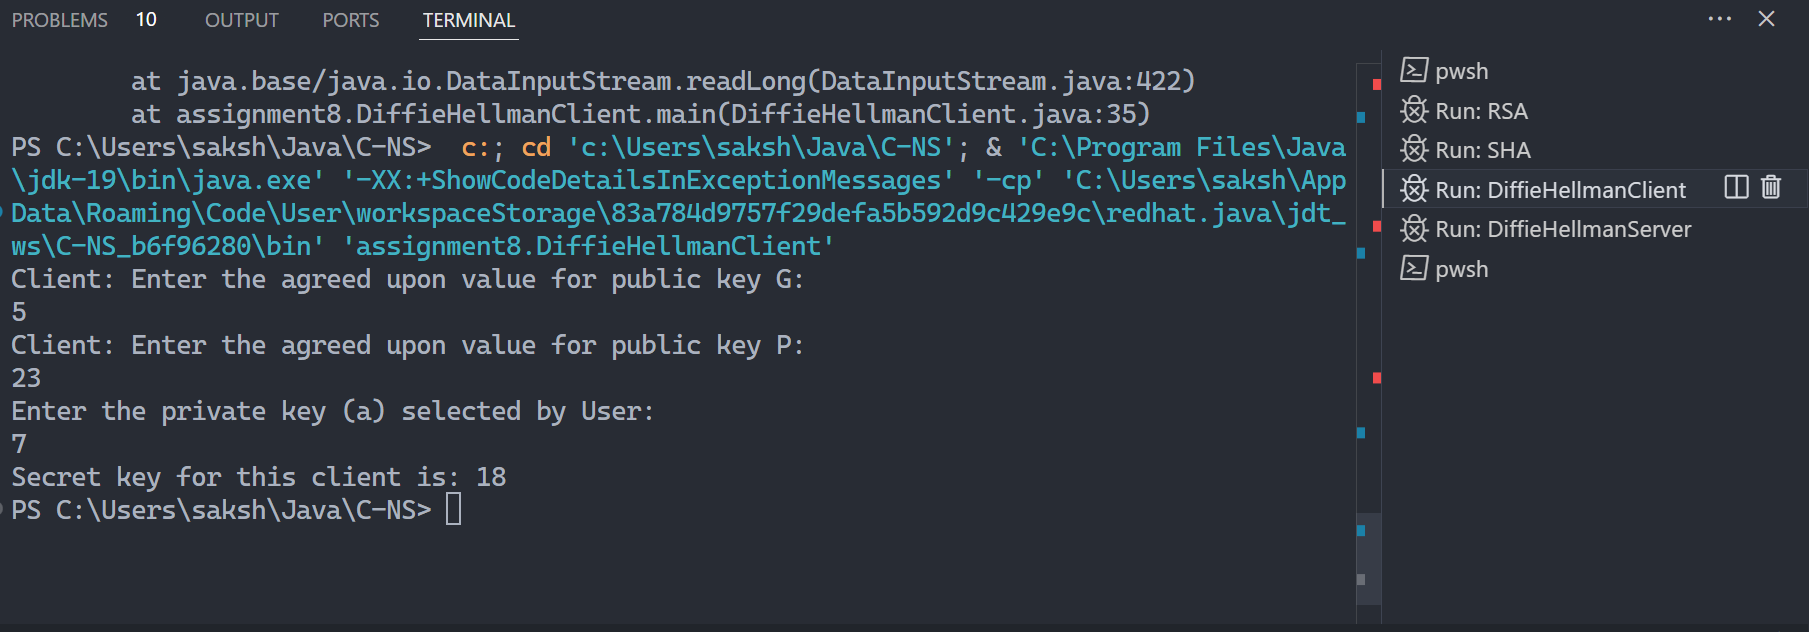 PROBLEMS 10 OUTPUT PORTS TERMINAL
at java.base/java.io.DataInputStream.readLong(DataInputStream.java:422)
at assignment8.DiffieHellmanClient.main(DiffieHellmanClient.java:35)
PS C:\Users\saksh\Java\C-NS>  c:; cd 'c:\Users\saksh\Java\C-NS'; & 'C:\Program Files\Java
\jdk-19\bin\java.exe' '-XX:+ShowCodeDetailsInExceptionMessages' '-cp' 'C:\Users\saksh\App
Data\Roaming\Code\User\workspaceStorage\83a784d9757f29defa5b592d9c429e9c\redhat.java\jdt_
ws\C-NS_b6f96280\bin' 'assignment8.DiffieHellmanClient'
Client: Enter the agreed upon value for public key G:
5
Client: Enter the agreed upon value for public key P:
23
Enter the private key (a) selected by User:
7
Secret key for this client is: 18
PS C:\Users\saksh\Java\C-NS>
pwsh
Run: RSA
Run: SHA
Run: DiffieHellmanClient
Run: DiffieHellmanServer
pwsh